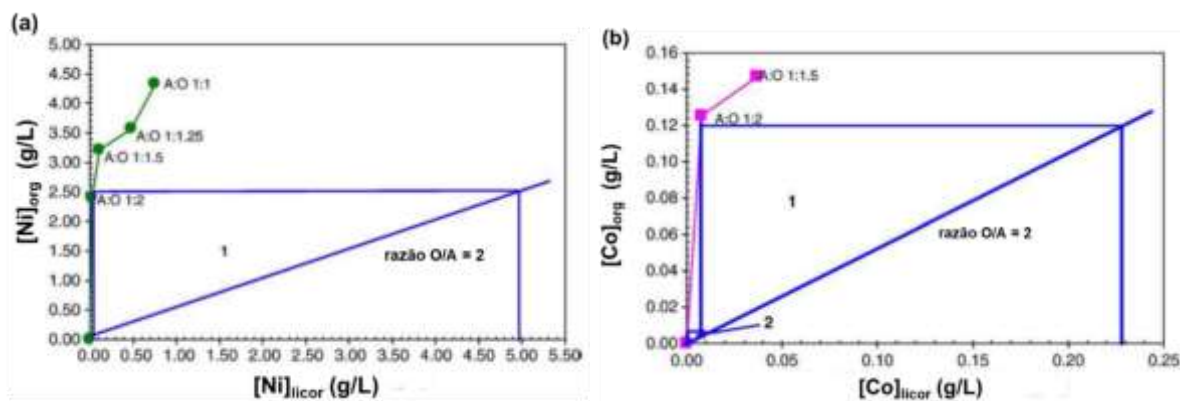 (a)
5.00
4.50
4.00
3.50
3.00
2.50
2.00
1.50
1.00
0.50
0.00
[Ni]org (g/L)
A:O 1:1
A:O 1:1.25
A:O 1:1.5
A:O 1:2
1
razão O/A = 2
0.00 0.50 1.00 1.50 2.00 2.50 3.00 3.50 4.00 4.50 5.00 5.50
[Ni]licor (g/L)
(b)
0.16
0.14
0.12
0.10
0.08
0.06
0.04
0.02
0.00
[Co]org (g/L)
A:O 1:1.5
A:O 1:2
1
razão O/A = 2
2
0.00 0.05 0.10 0.15 0.20 0.25
[Co]licor (g/L)